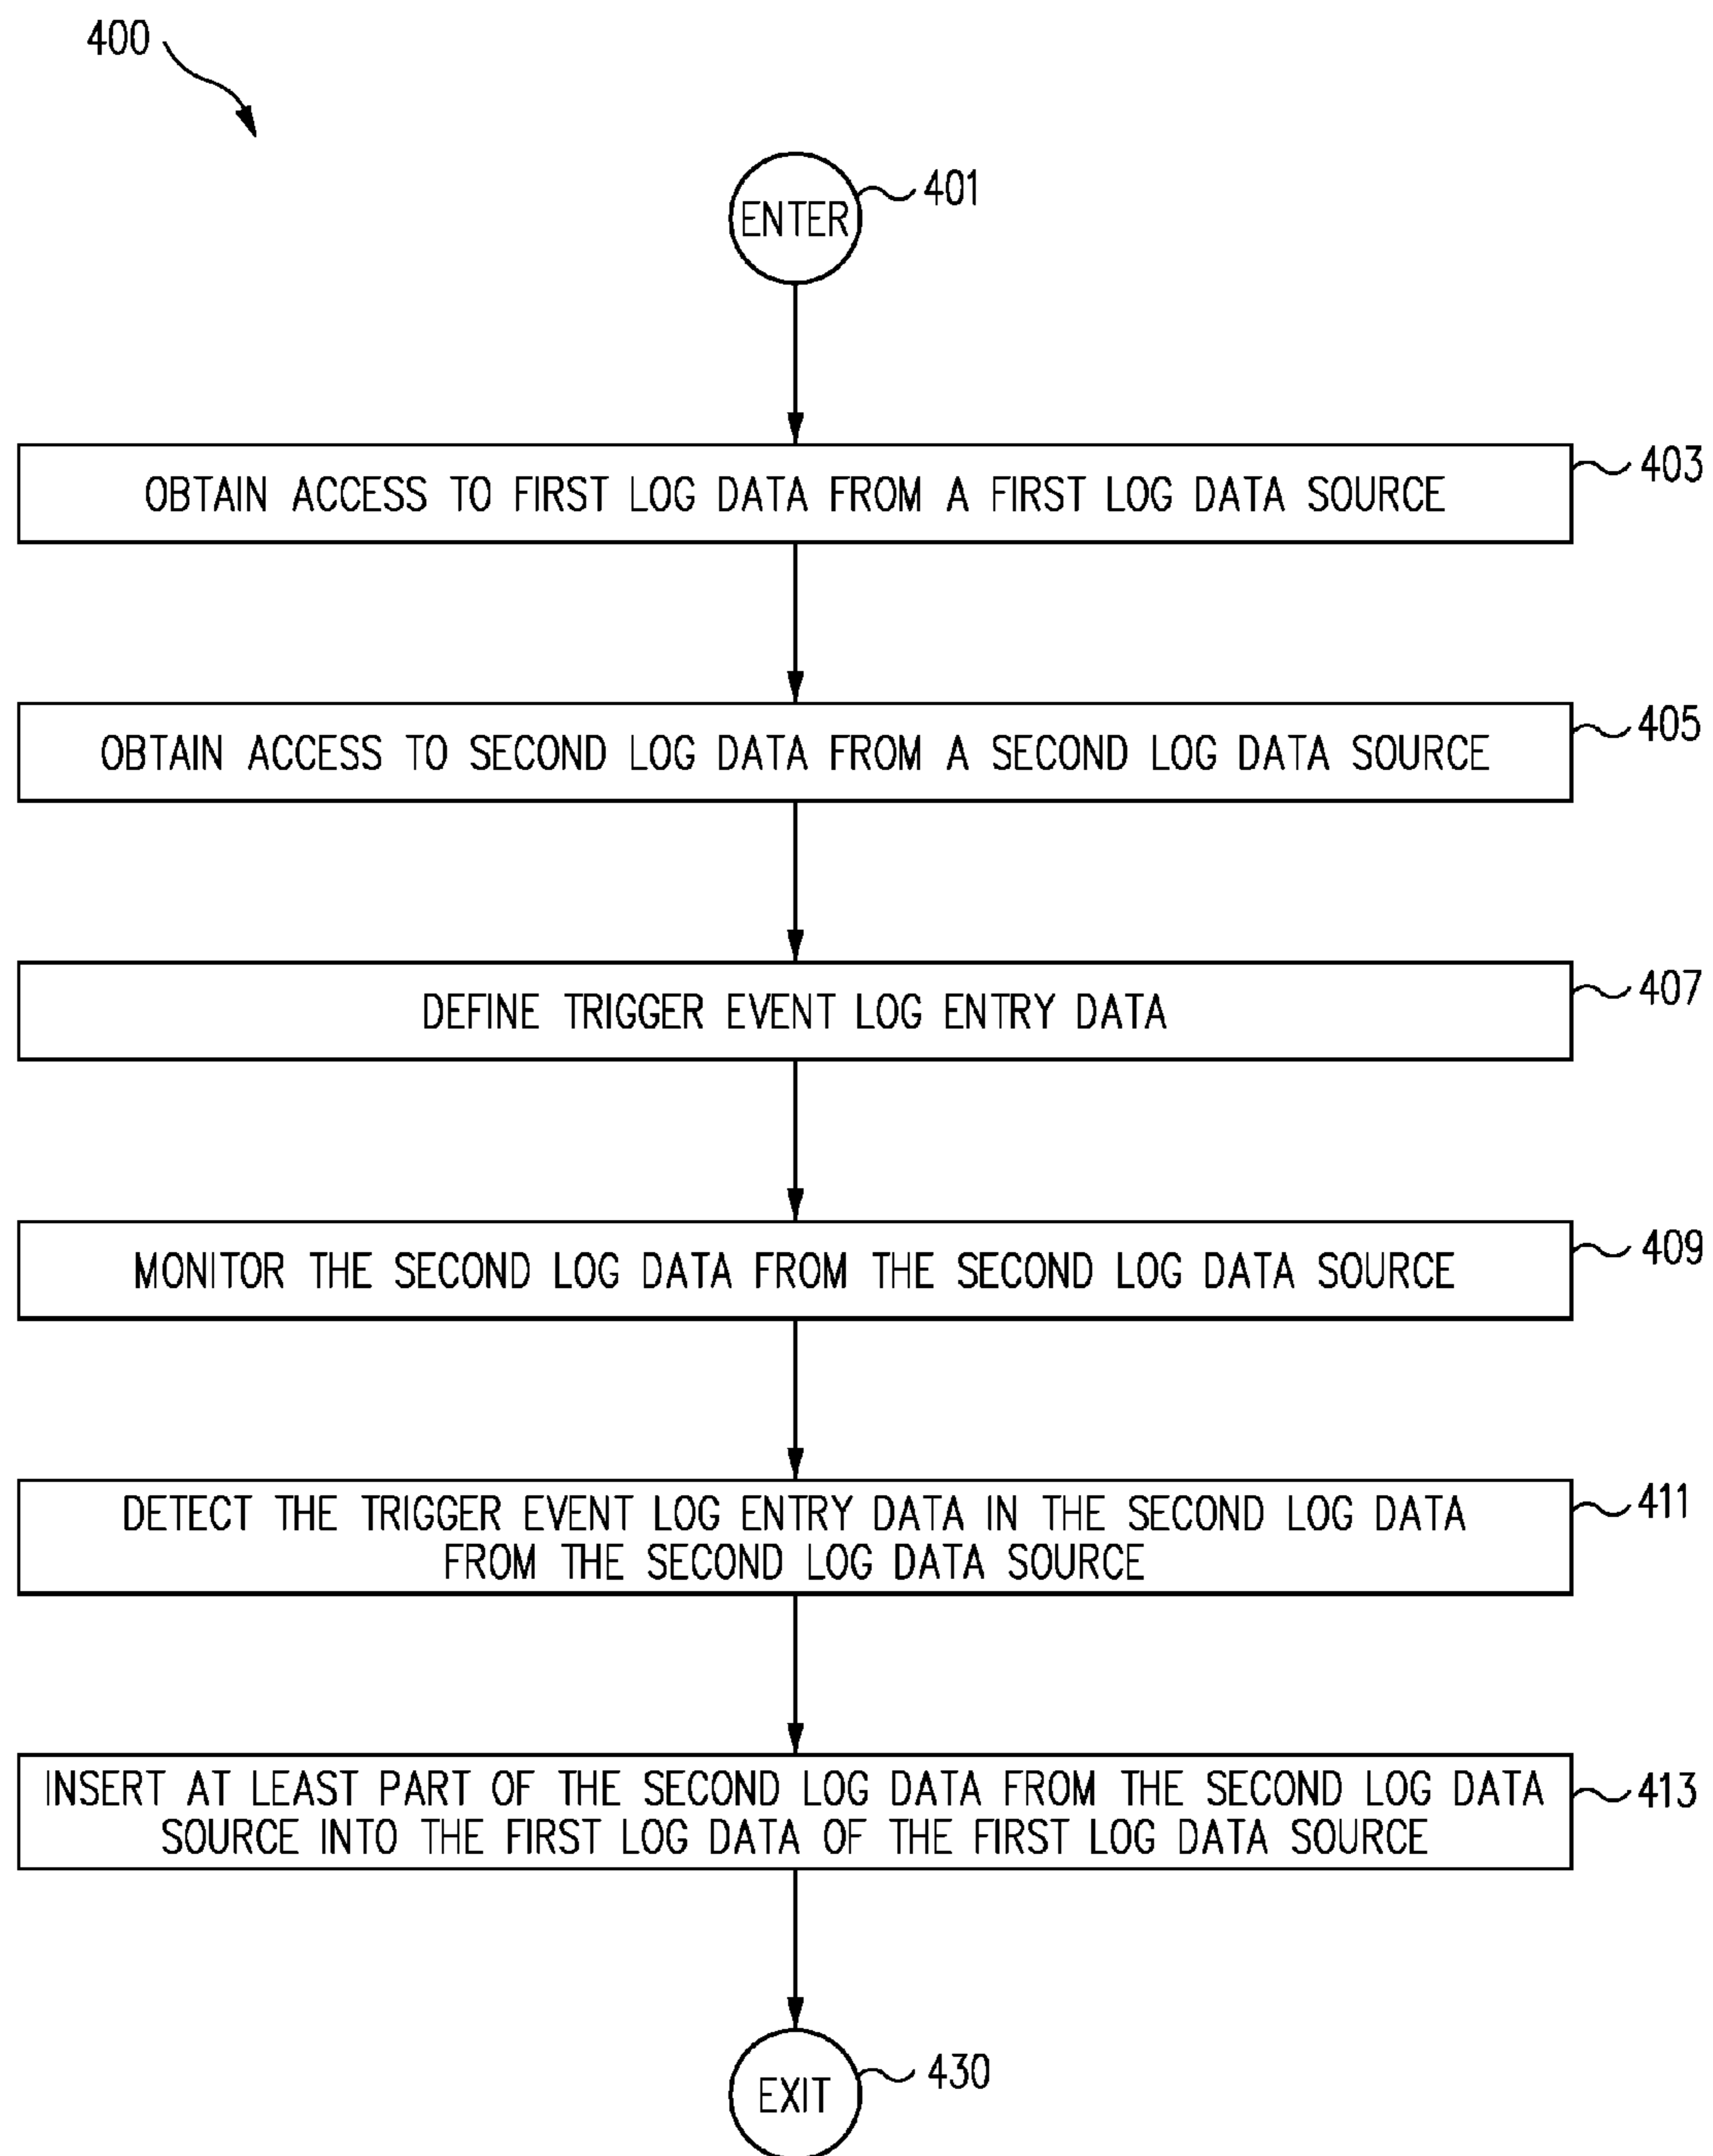 400
ENTER
401
OBTAIN ACCESS TO FIRST LOG DATA FROM A FIRST LOG DATA SOURCE
403
OBTAIN ACCESS TO SECOND LOG DATA FROM A SECOND LOG DATA SOURCE
405
DEFINE TRIGGER EVENT LOG ENTRY DATA
407
MONITOR THE SECOND LOG DATA FROM THE SECOND LOG DATA SOURCE
409
DETECT THE TRIGGER EVENT LOG ENTRY DATA IN THE SECOND LOG DATA
FROM THE SECOND LOG DATA SOURCE
411
INSERT AT LEAST PART OF THE SECOND LOG DATA FROM THE SECOND LOG DATA
SOURCE INTO THE FIRST LOG DATA OF THE FIRST LOG DATA SOURCE
413
EXIT
430